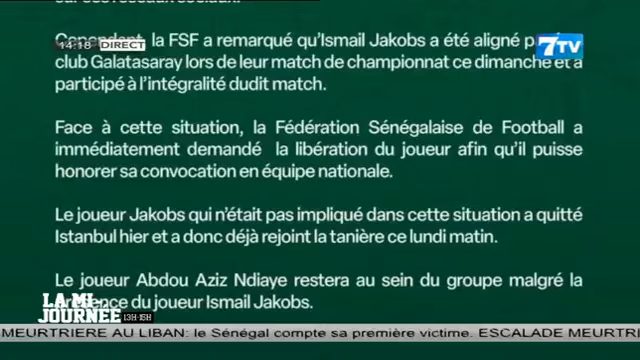 14:18 DIRECT
7TV
la FSF a remarqué qu'Ismail Jakobs a été aligné
club Galatasaray lors de leur match de championnat ce dimanche et a
participé à l'intégralité dudit match.
Face à cette situation, la Fédération Sénégalaise de Football a
immédiatement demandé la libération du joueur afin qu'il puisse
honorer sa convocation en équipe nationale.
Le joueur Jakobs qui n'était pas impliqué dans cette situation a quitté
Istanbul hier et a donc déjà rejoint la tanière ce lundi matin.
Le joueur Abdou Aziz Ndiaye restera au sein du groupe malgré la
du joueur Ismail Jakobs.
LA MI-
JOURNÉE 13H-15H
MEURTRIERE AU LIBAN: le Sénégal compte sa première victime. ESCALADE MEURTRI